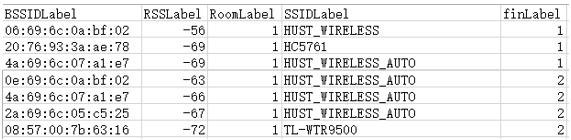 BSSIDLabel RSSLabel RoomLabel SSIDLabel finLabel
06:69:6c:0a:bf:02 -56 1 HUST_WIRELESS 1
20:76:93:3a:ae:78 -69 1 HC5761 1
4a:69:6c:07:a1:e7 -69 1 HUST_WIRELESS_AUTO 1
0e:69:6c:0a:bf:02 -63 1 HUST_WIRELESS_AUTO 2
4a:69:6c:07:a1:e7 -66 1 HUST_WIRELESS_AUTO 2
2a:69:6c:05:c5:25 -67 1 HUST_WIRELESS_AUTO 2
08:57:00:7b:63:16 -72 1 TL-WTR9500 2